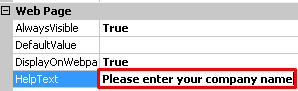 Web Page
AlwaysVisible True
DefaultValue
DisplayOnWebpa True
HelpText Please enter your company name